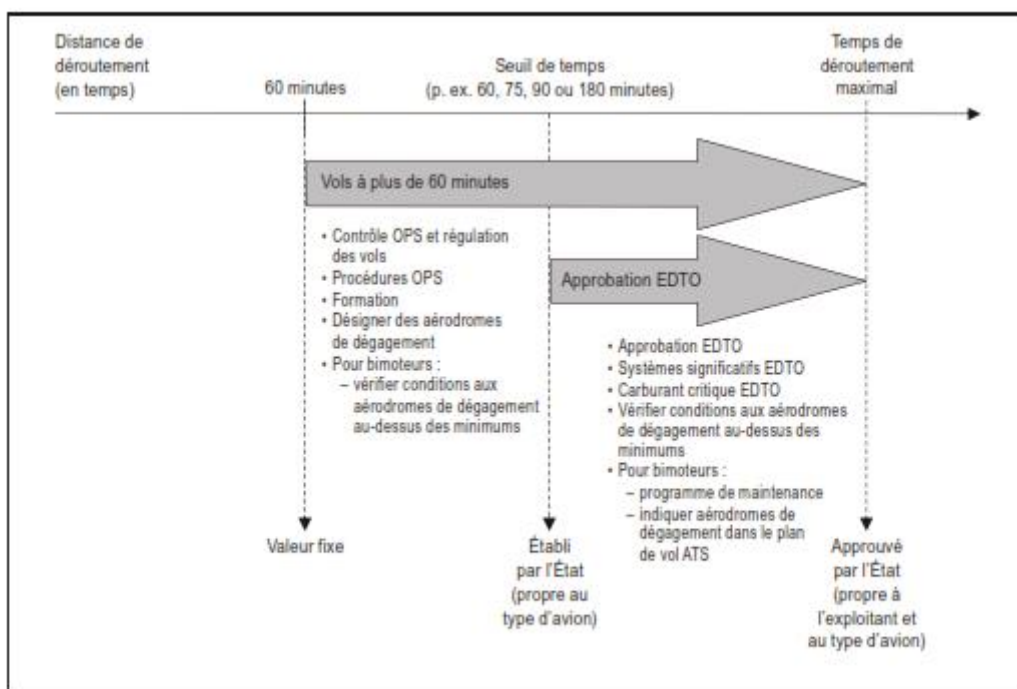 Distance de
déroutement
(en temps)
60 minutes
Seuil de temps
(p. ex. 60, 75, 90 ou 180 minutes)
Temps de
déroutement
maximal
Vols à plus de 60 minutes
• Contrôle OPS et régulation
des vols
• Procédures OPS
• Formation
• Désigner des aérodromes
de dégagement
• Pour bimoteurs :
– vérifier conditions aux
aérodromes de dégagement
au-dessus des minimums
Approbation EDTO
• Approbation EDTO
• Systèmes significatifs EDTO
• Carburant critique EDTO
• Vérifier conditions aux aérodromes
de dégagement au-dessus des
minimums
• Pour bimoteurs :
– programme de maintenance
– indiquer aérodromes de
dégagement dans le plan
de vol ATS
Valeur fixe
Établi
par l'État
(propre au
type d'avion)
Approuvé
par l'État
(propre à
l'exploitant et
au type d'avion)